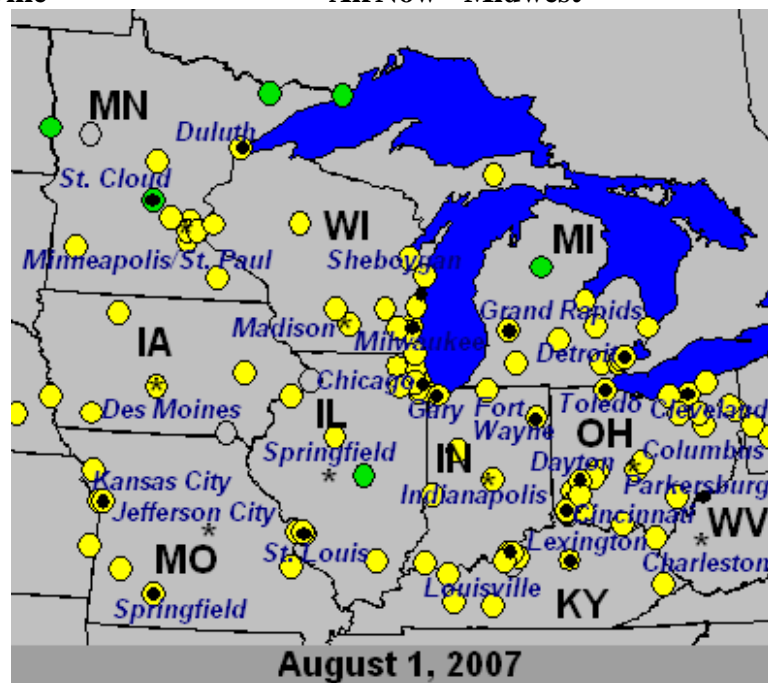 MN
Duluth
St. Cloud
WI
MI
Minneapolis/St. Paul
Sheboygan
Grand Rapids
Madison
Milwaukee
IA
Detroit
Chicago
Toledo
Cleveland
Des Moines
IL
Gary
Fort
Wayne
OH
Springfield
IN
Dayton
Columbus
Kansas City
Indianapolis
Parkersburg
Jefferson City
Cincinnati
WV
MO
St. Louis
Lexington
Charleston
Springfield
Louisville
KY
August 1, 2007